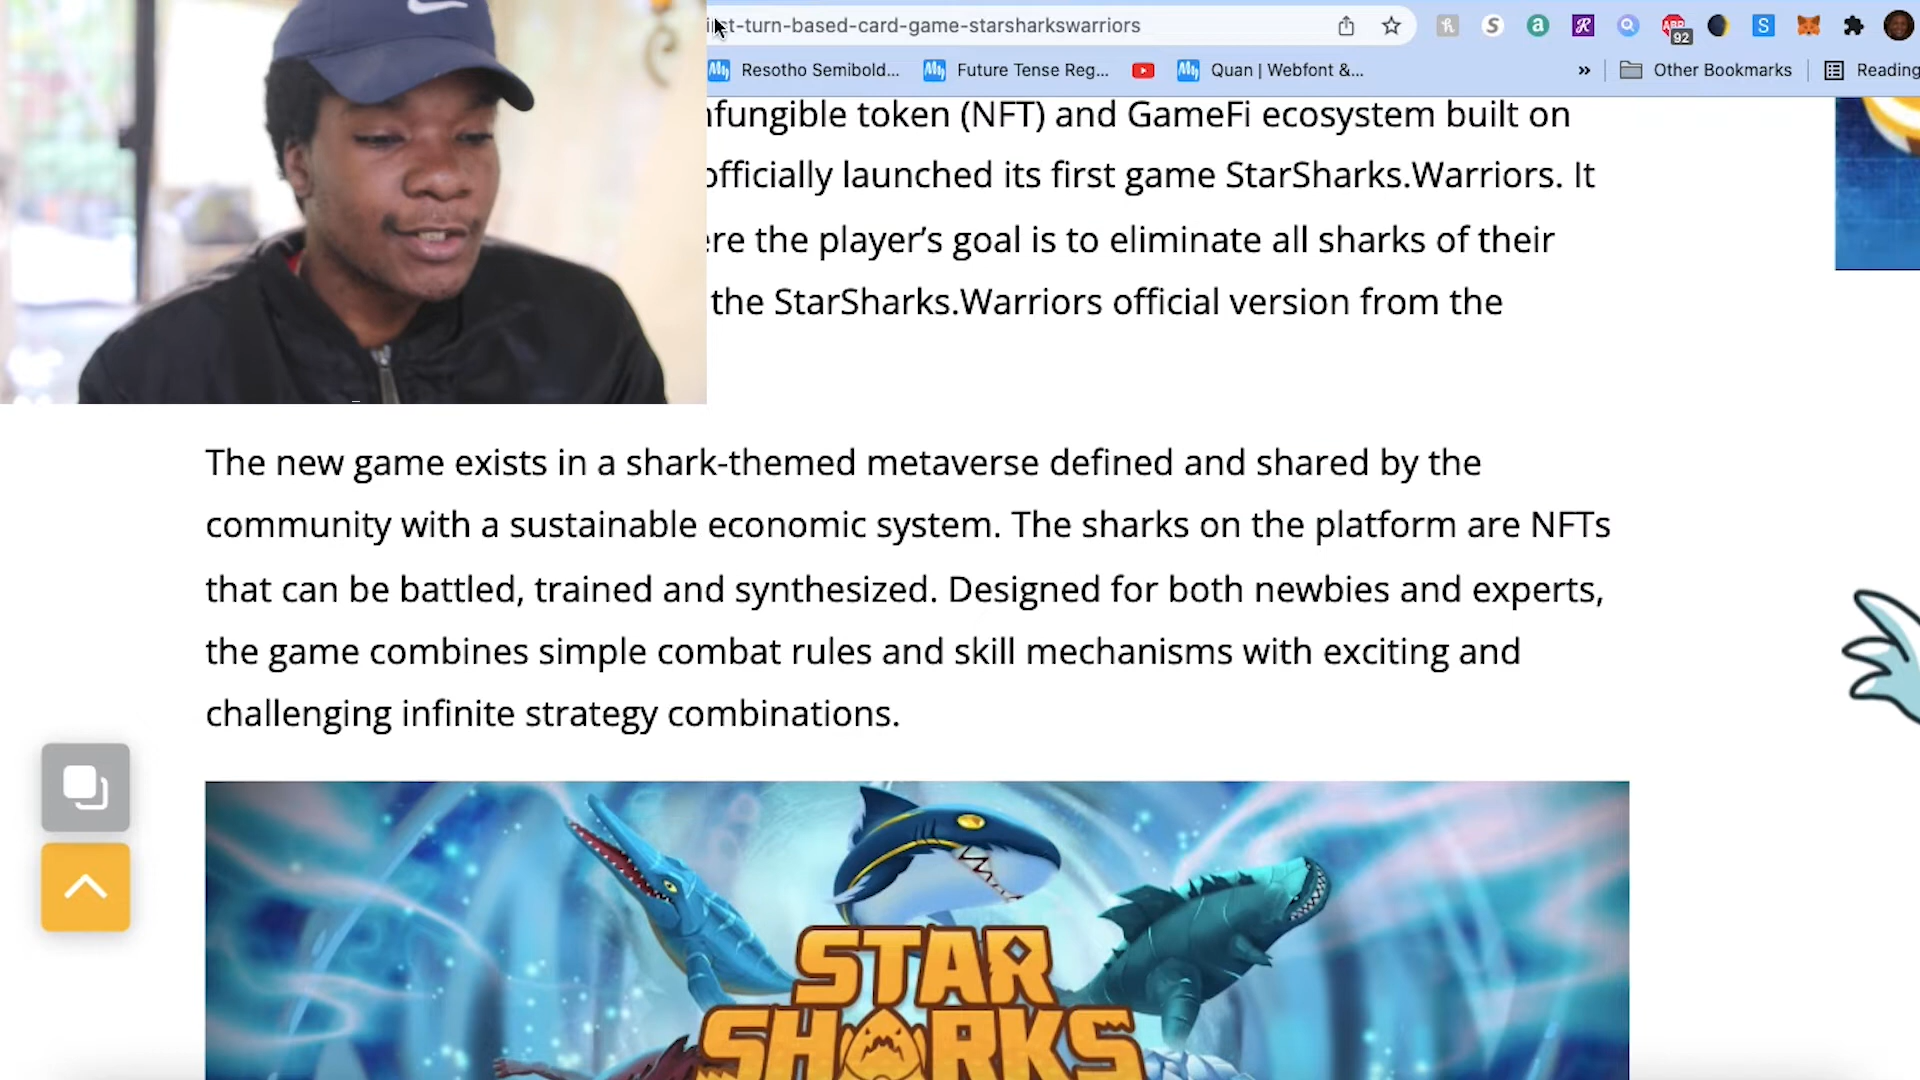 -turn-based-card-game-starsharkswarriors
ABP
92
Resotho Semibold...
Future Tense Reg...
Quan | Webfont &...
»
Other Bookmarks
Reading
token (NFT) and GameFi ecosystem built on
officially launched its first game StarSharks.Warriors. It
the player’s goal is to eliminate all sharks of their
the StarSharks.Warriors official version from the
The new game exists in a shark-themed metaverse defined and shared by the
community with a sustainable economic system. The sharks on the platform are NFTs
that can be battled, trained and synthesized. Designed for both newbies and experts,
the game combines simple combat rules and skill mechanisms with exciting and
challenging infinite strategy combinations.
STAR
SHARKS